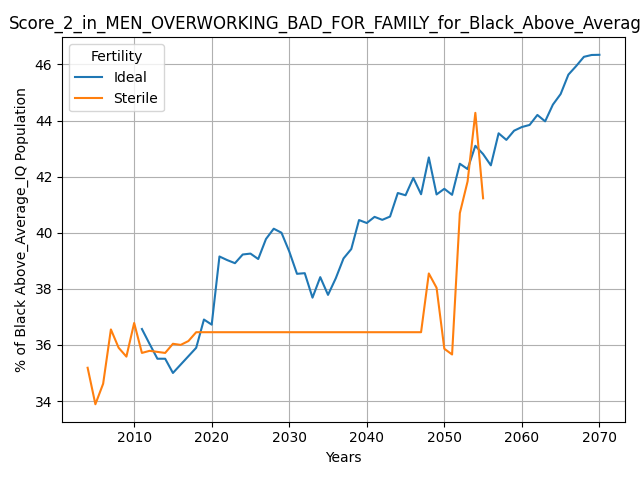 Score_2_in_MEN_OVERWORKING_BAD_FOR_FAMILY_for_Black_Above_Averag
Fertility
Ideal
Sterile
% of Black Above_Average_IQ Population
46
44
42
40
38
36
34
2010
2020
2030
2040
2050
2060
2070
Years